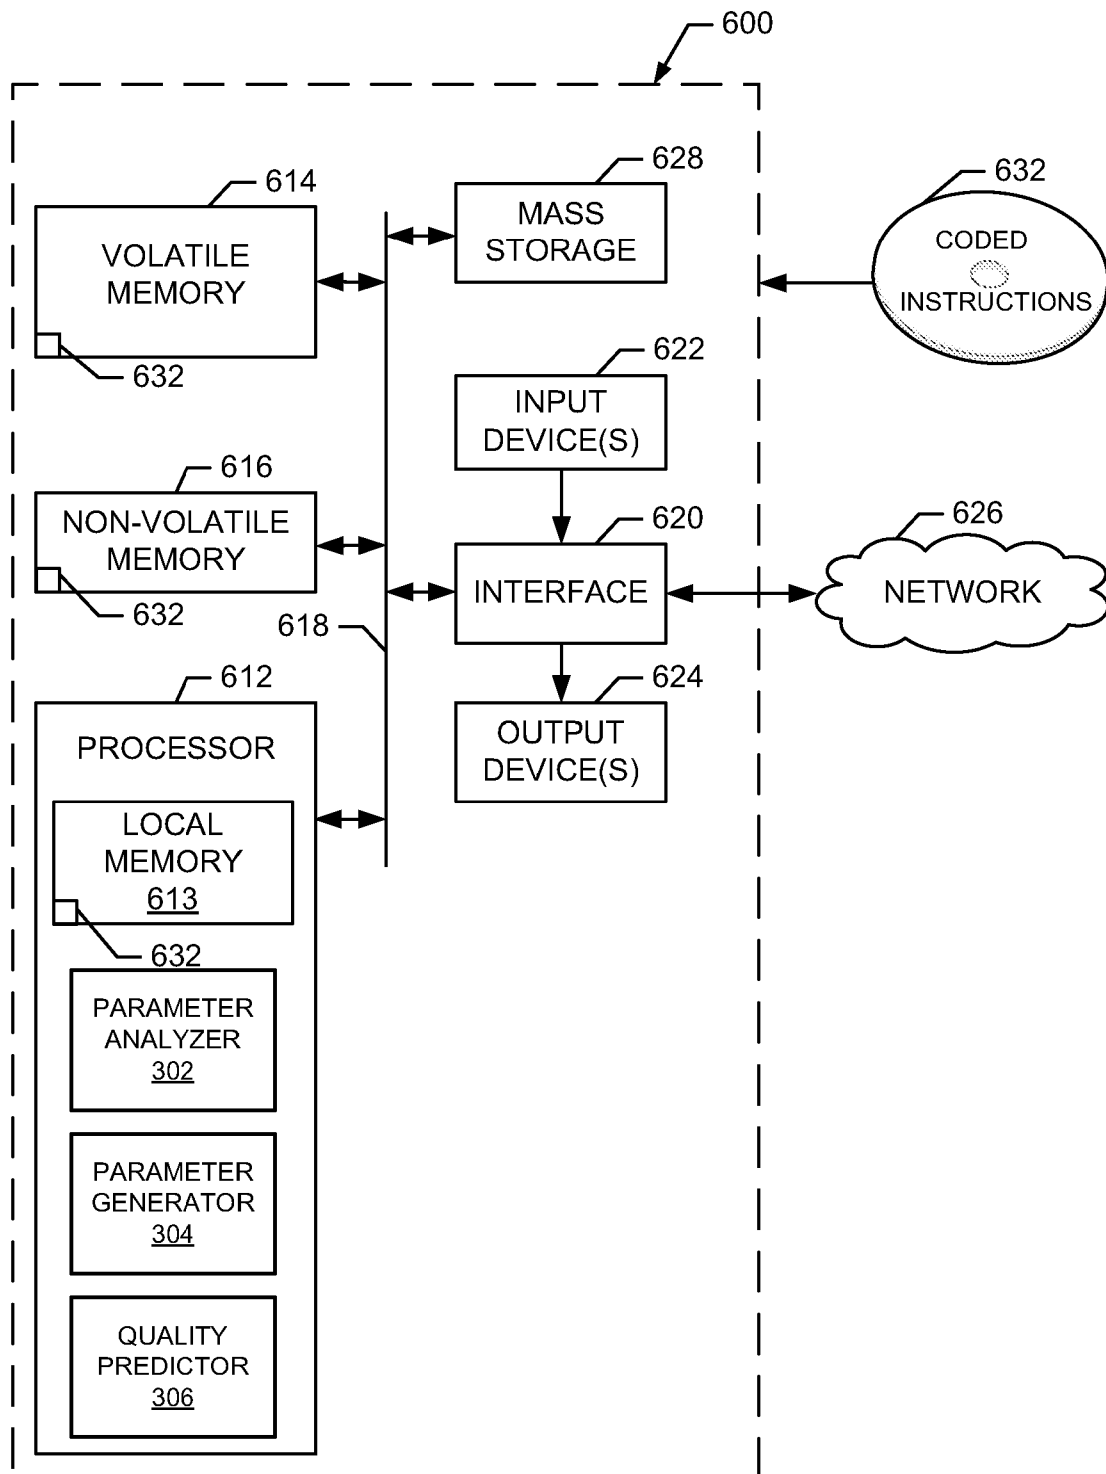 600
614
VOLATILE
MEMORY
632
628
MASS
STORAGE
632
CODED
INSTRUCTIONS
622
INPUT
DEVICE(S)
616
NON-VOLATILE
MEMORY
632
620
INTERFACE
626
NETWORK
618
612
PROCESSOR
624
OUTPUT
DEVICE(S)
LOCAL
MEMORY
613
632
PARAMETER
ANALYZER
302
PARAMETER
GENERATOR
304
QUALITY
PREDICTOR
306